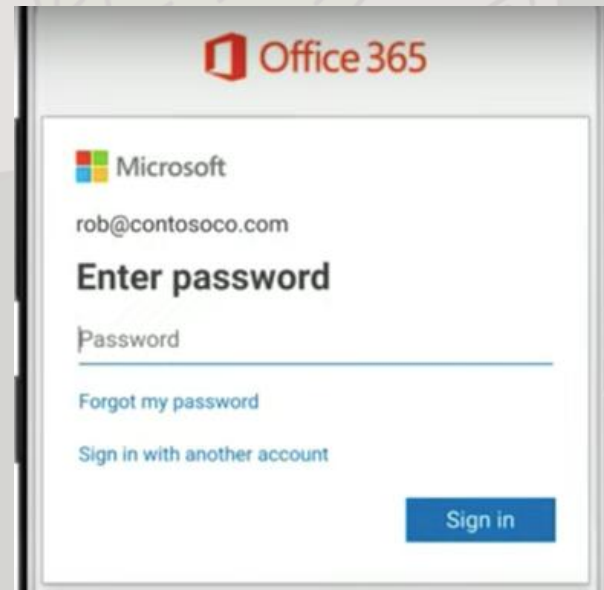 Office 365
Microsoft
rob@contosoco.com
Enter password
Password
Forgot my password
Sign in with another account
Sign in